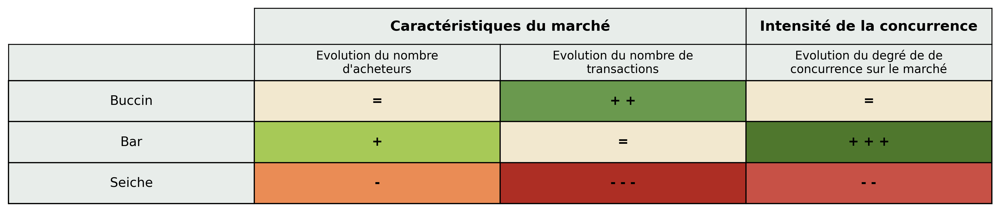 Caractéristiques du marché
Intensité de la concurrence
Evolution du nombre
d'acheteurs
Evolution du nombre de
transactions
Evolution du degré de de
concurrence sur le marché
Buccin
=
+ +
=
Bar
+
=
+ + +
Seiche
-
- - -
- -